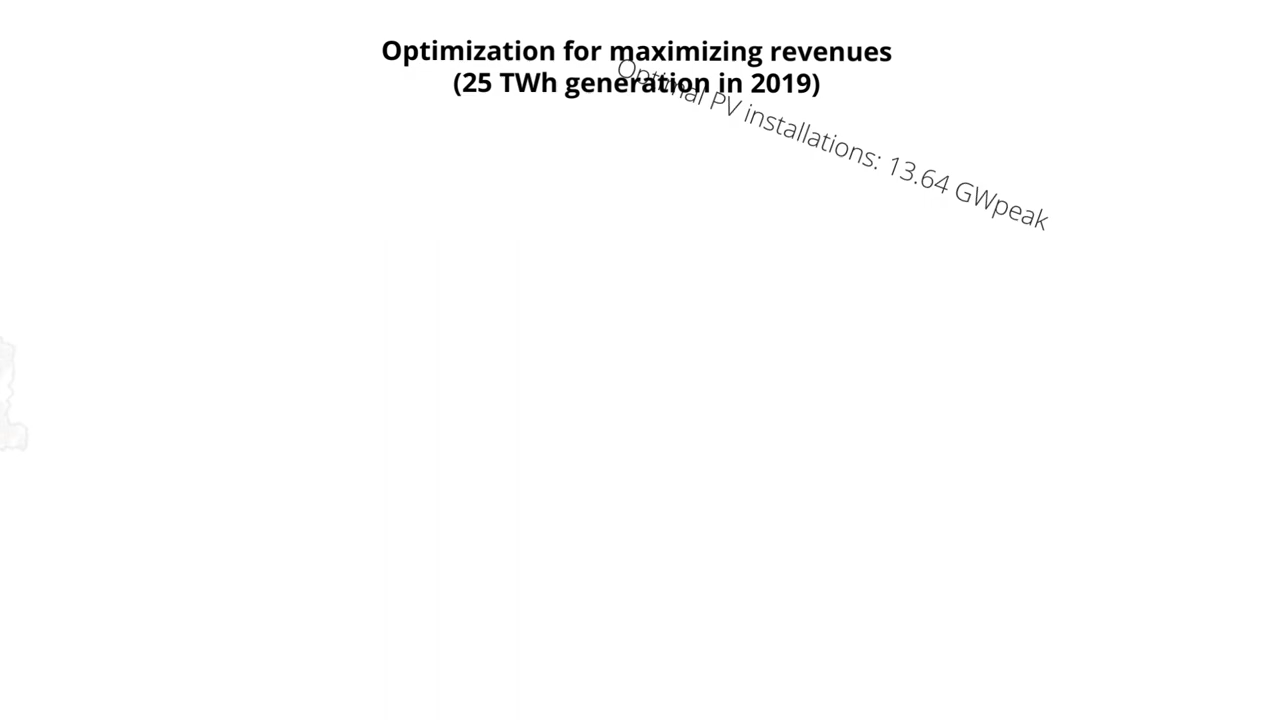 Optimization for maximizing revenues
(25 TWh generation in 2019)
Optimal PV installations: 13.64 GWpeak